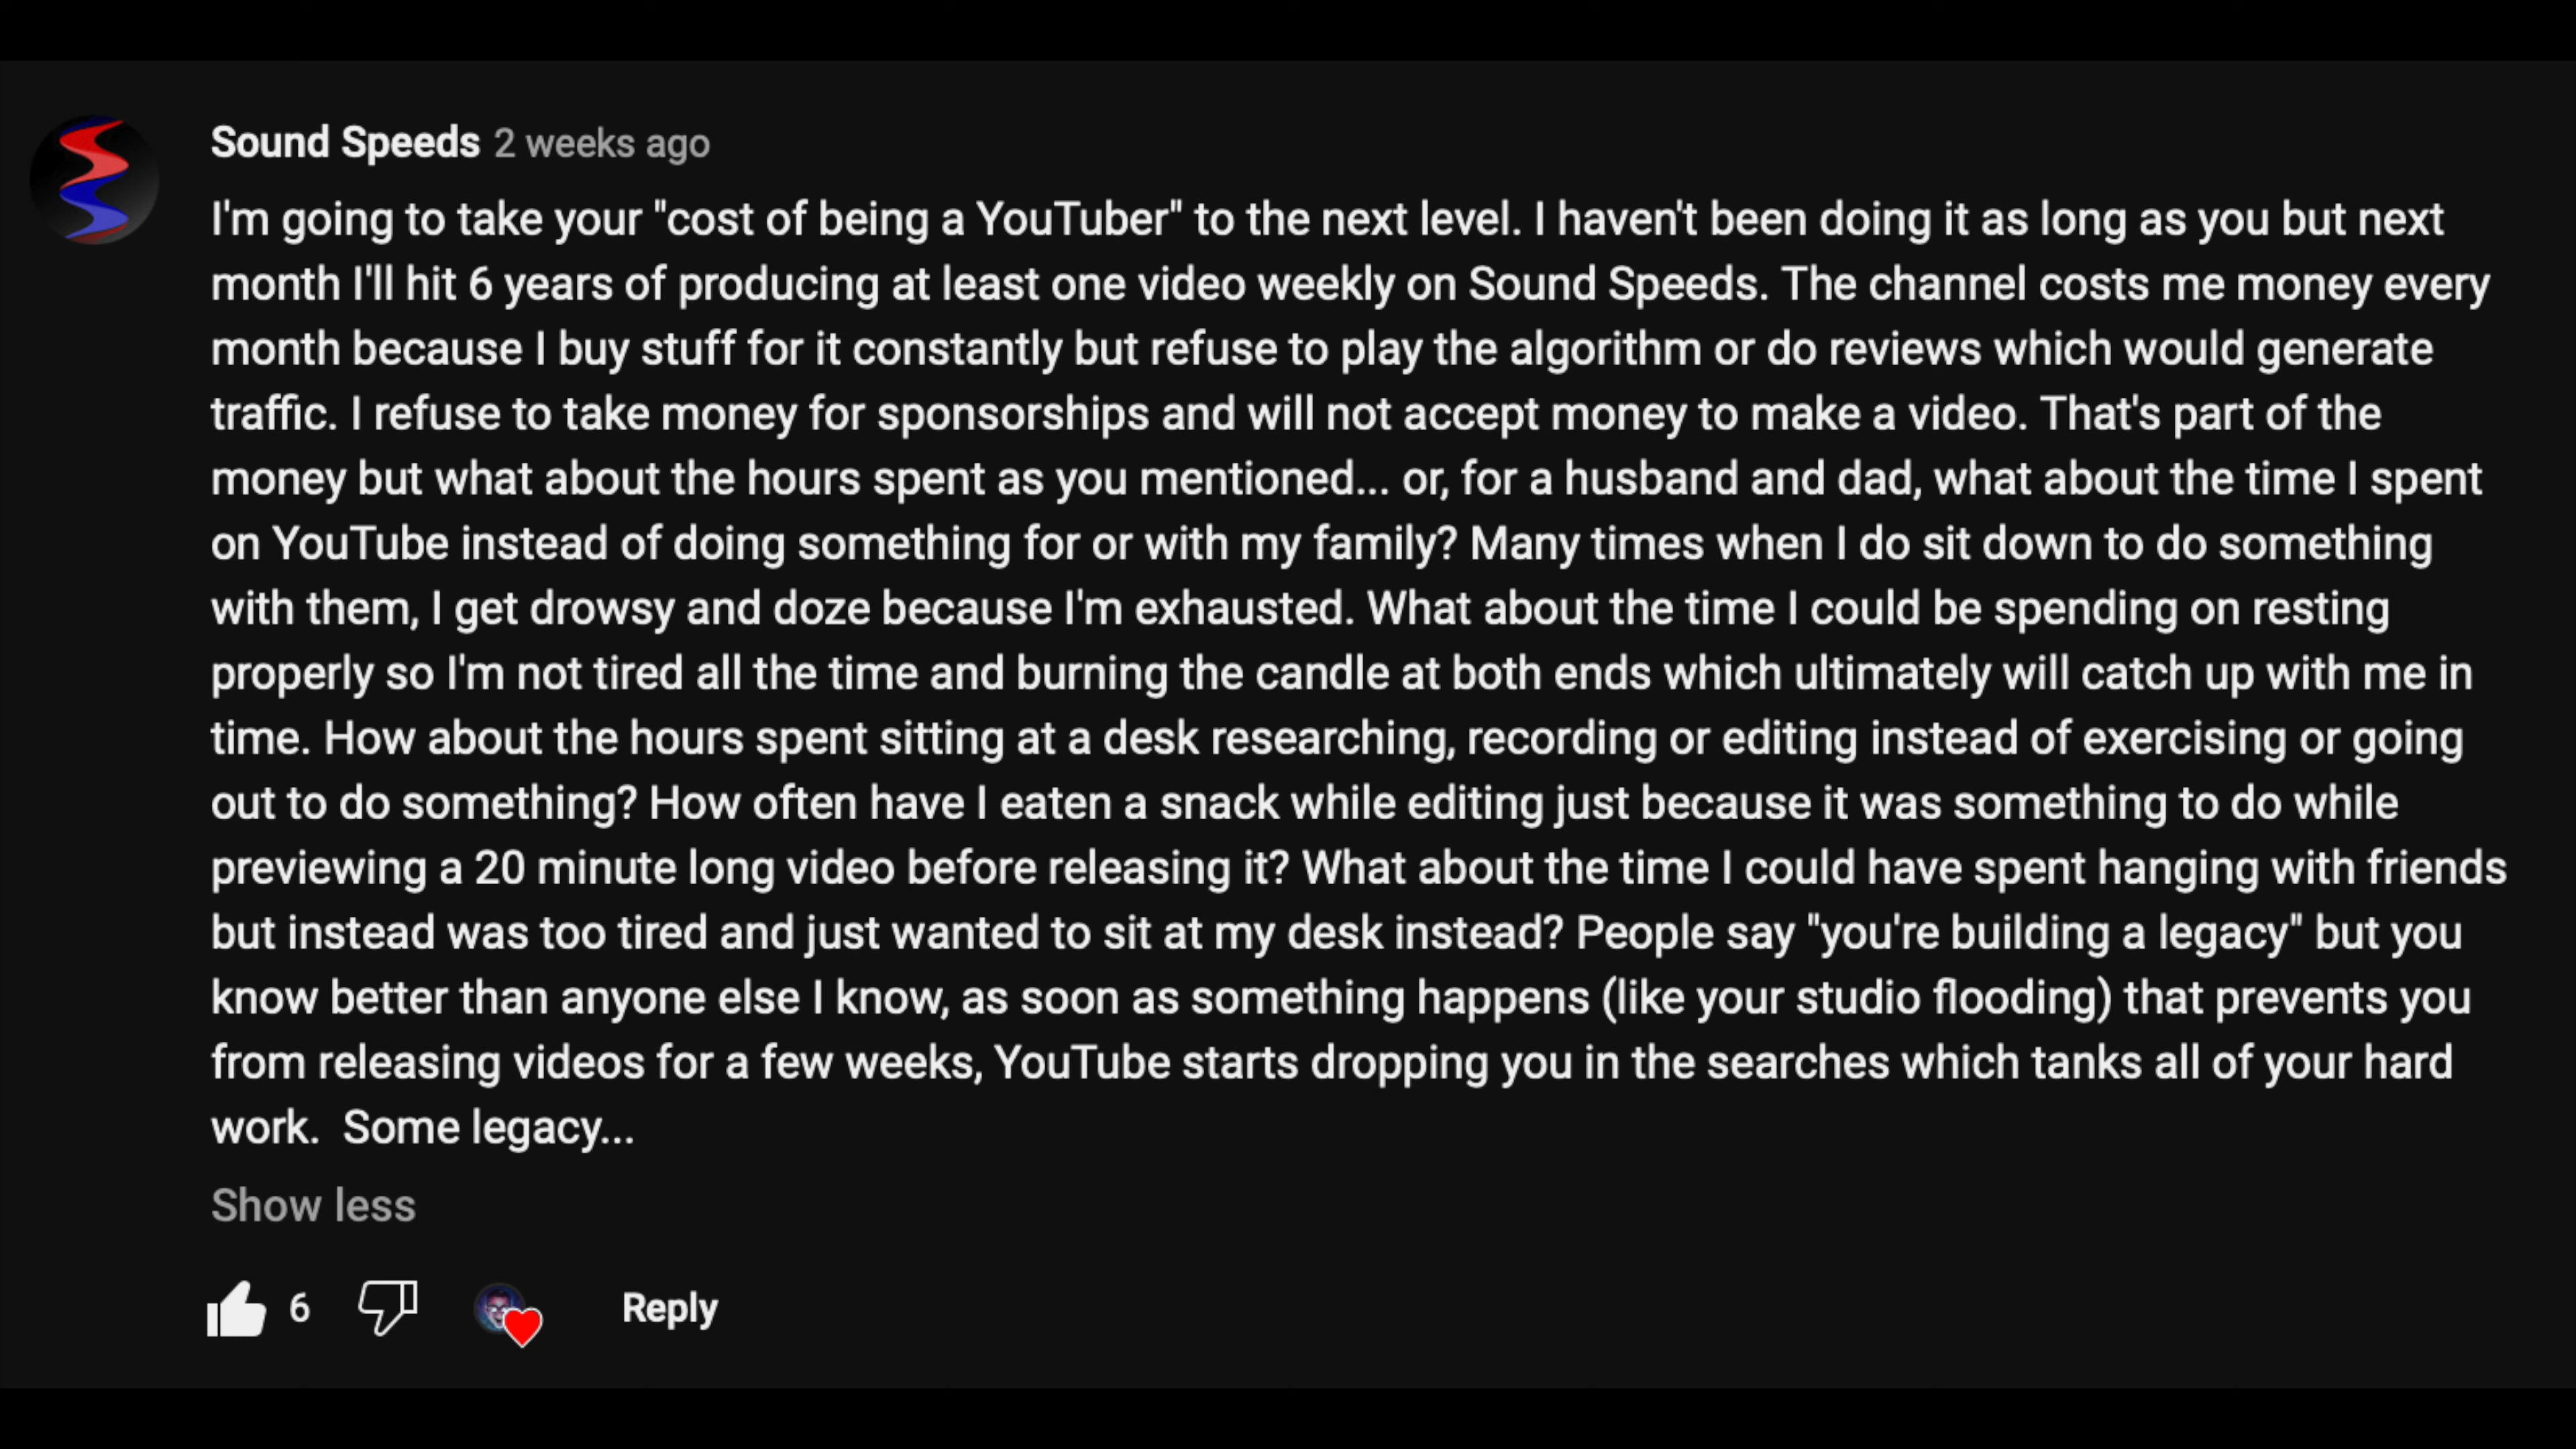 Sound Speeds 2 weeks ago
I'm going to take your "cost of being a YouTuber" to the next level. I haven't been doing it as long as you but next
month I'll hit 6 years of producing at least one video weekly on Sound Speeds. The channel costs me money every
month because I buy stuff for it constantly but refuse to play the algorithm or do reviews which would generate
traffic. I refuse to take money for sponsorships and will not accept money to make a video. That's part of the
money but what about the hours spent as you mentioned... or, for a husband and dad, what about the time I spent
on YouTube instead of doing something for or with my family? Many times when I do sit down to do something
with them, I get drowsy and doze because I'm exhausted. What about the time I could be spending on resting
properly so I'm not tired all the time and burning the candle at both ends which ultimately will catch up with me in
time. How about the hours spent sitting at a desk researching, recording or editing instead of exercising or going
out to do something? How often have I eaten a snack while editing just because it was something to do while
previewing a 20 minute long video before releasing it? What about the time I could have spent hanging with friends
but instead was too tired and just wanted to sit at my desk instead? People say "you're building a legacy" but you
know better than anyone else I know, as soon as something happens (like your studio flooding) that prevents you
from releasing videos for a few weeks, YouTube starts dropping you in the searches which tanks all of your hard
work.  Some legacy...
Show less
6 Reply